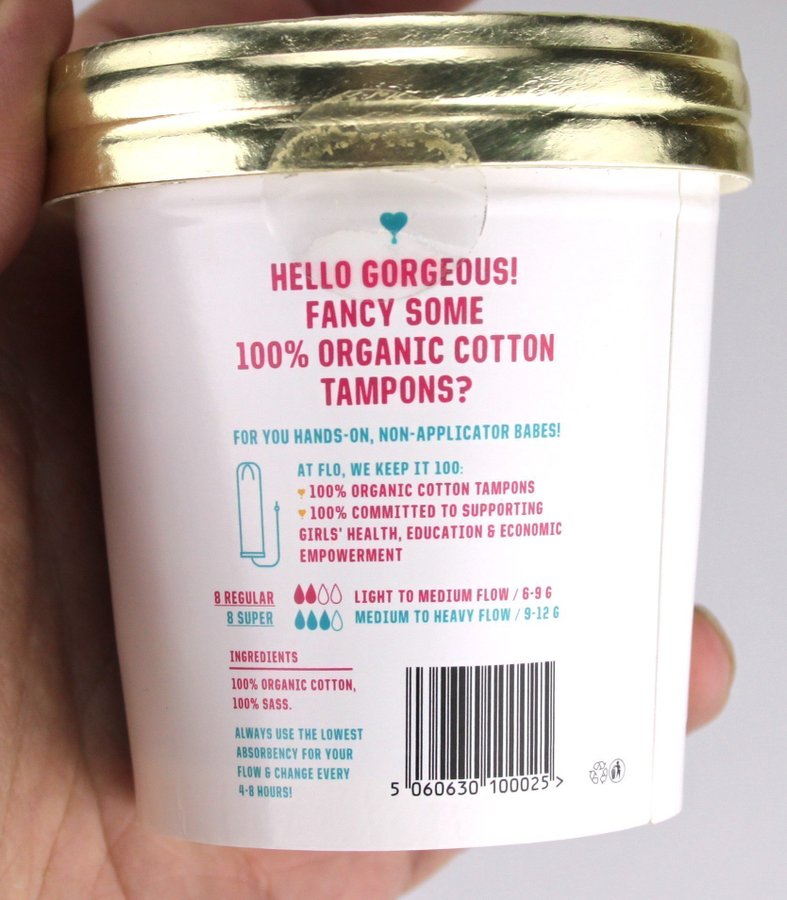 HELLO GORGEOUS!
FANCY SOME
100% ORGANIC COTTON
TAMPONS?
FOR YOU HANDS-ON, NON-APPLICATOR BABES!
AT FLO, WE KEEP IT 100:
100% ORGANIC COTTON TAMPONS
100% COMMITTED TO SUPPORTING
GIRLS' HEALTH, EDUCATION & ECONOMIC
EMPOWERMENT
8 REGULAR LIGHT TO MEDIUM FLOW / 6-9 G
8 SUPER MEDIUM TO HEAVY FLOW / 9-12 G
INGREDIENTS
100% ORGANIC COTTON,
100% SASS.
ALWAYS USE THE LOWEST
ABSORBENCY FOR YOUR
FLOW & CHANGE EVERY
4-8 HOURS!
5 060630 100025 >